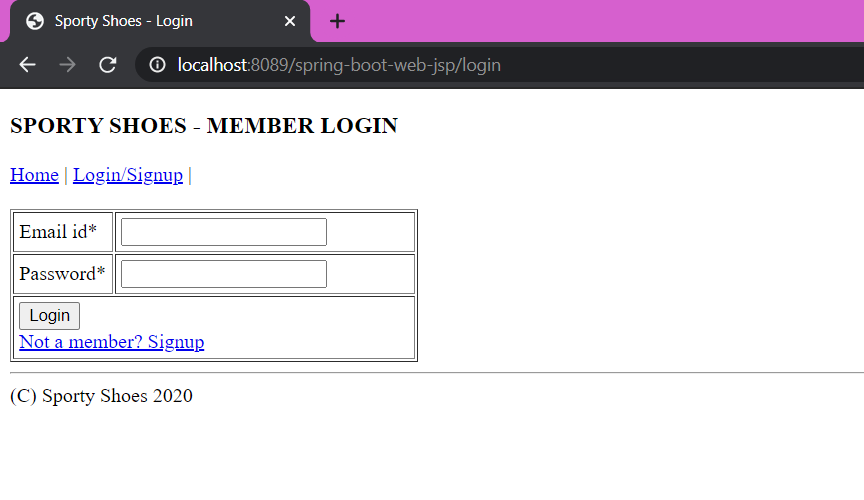 Sporty Shoes - Login
localhost:8089/spring-boot-web-jsp/login
SPORTY SHOES - MEMBER LOGIN
Home | Login/Signup |
Email id*
Password*
Login
Not a member? Signup
(C) Sporty Shoes 2020